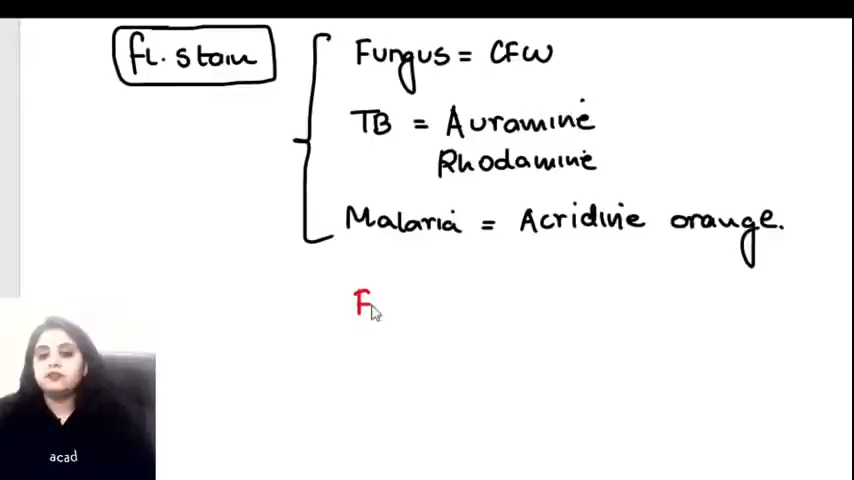 fl. stain
Fungus = CFW
TB = Auramine
Rhodamine
Malaria = Acridine orange.
F
acad